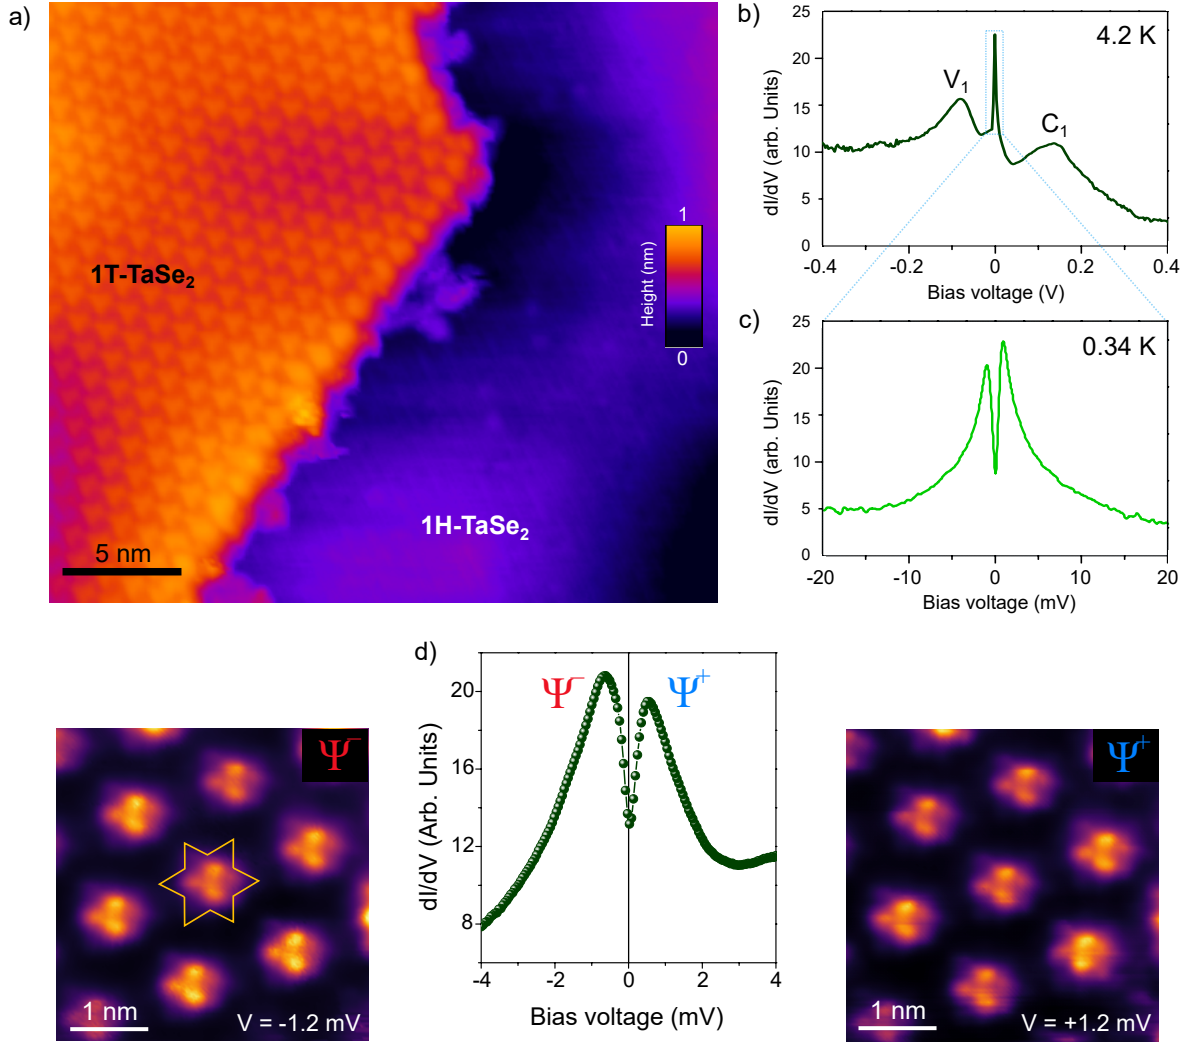 a)
1T-TaSe₂
1H-TaSe₂
5 nm
Height (nm)
1
0
b)
4.2 K
V₁
C₁
dI/dV (arb. Units)
25
20
15
10
5
0
-0.4
-0.2
0
0.2
0.4
Bias voltage (V)
c)
0.34 K
dI/dV (arb. Units)
25
20
15
10
5
0
-20
-10
0
10
20
Bias voltage (mV)
Ψ⁻
1 nm
V = -1.2 mV
d)
Ψ⁻
Ψ⁺
dI/dV (Arb. Units)
20
16
12
8
-4
-2
0
2
4
Bias voltage (mV)
Ψ⁺
1 nm
V = +1.2 mV